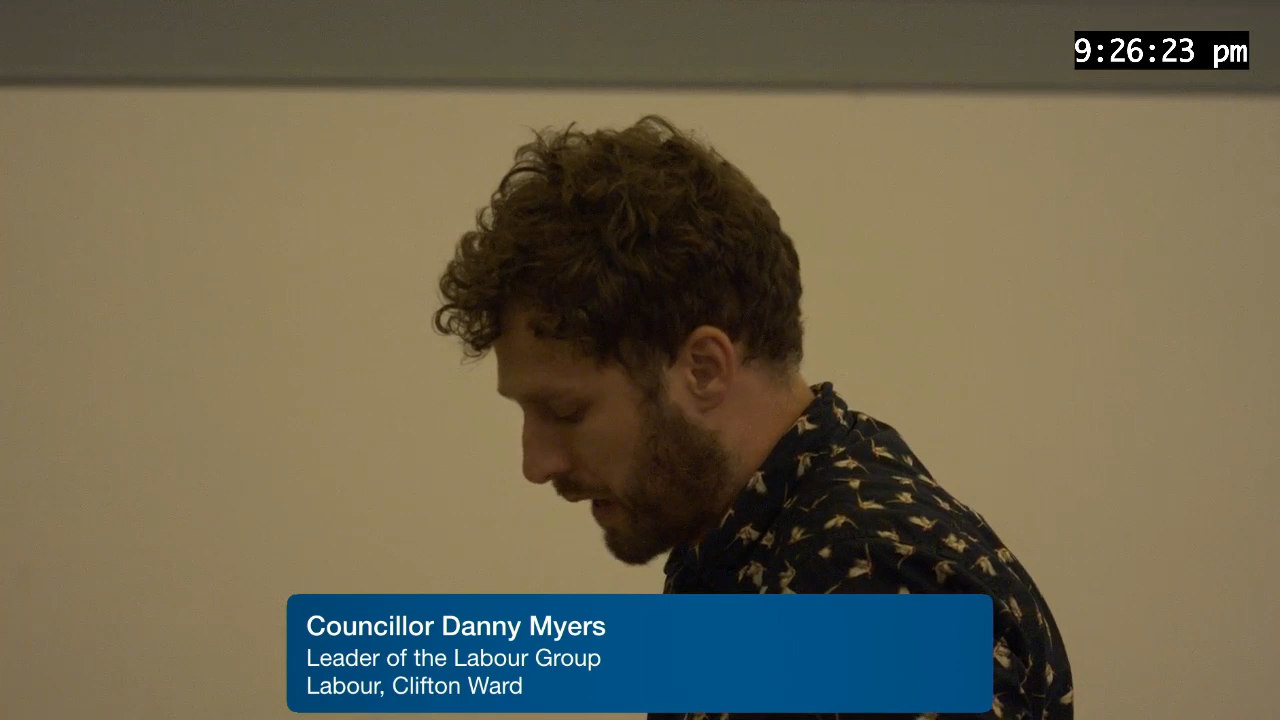 9:26:23 pm
Councillor Danny Myers
Leader of the Labour Group
Labour, Clifton Ward